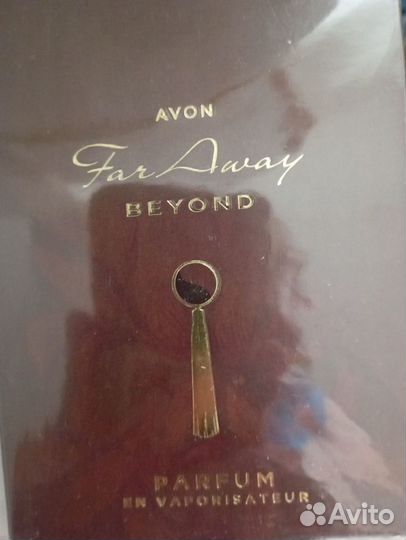 AVON
Far Away
BEYOND
PARFUM
EN VAPORISATEUR
Avito